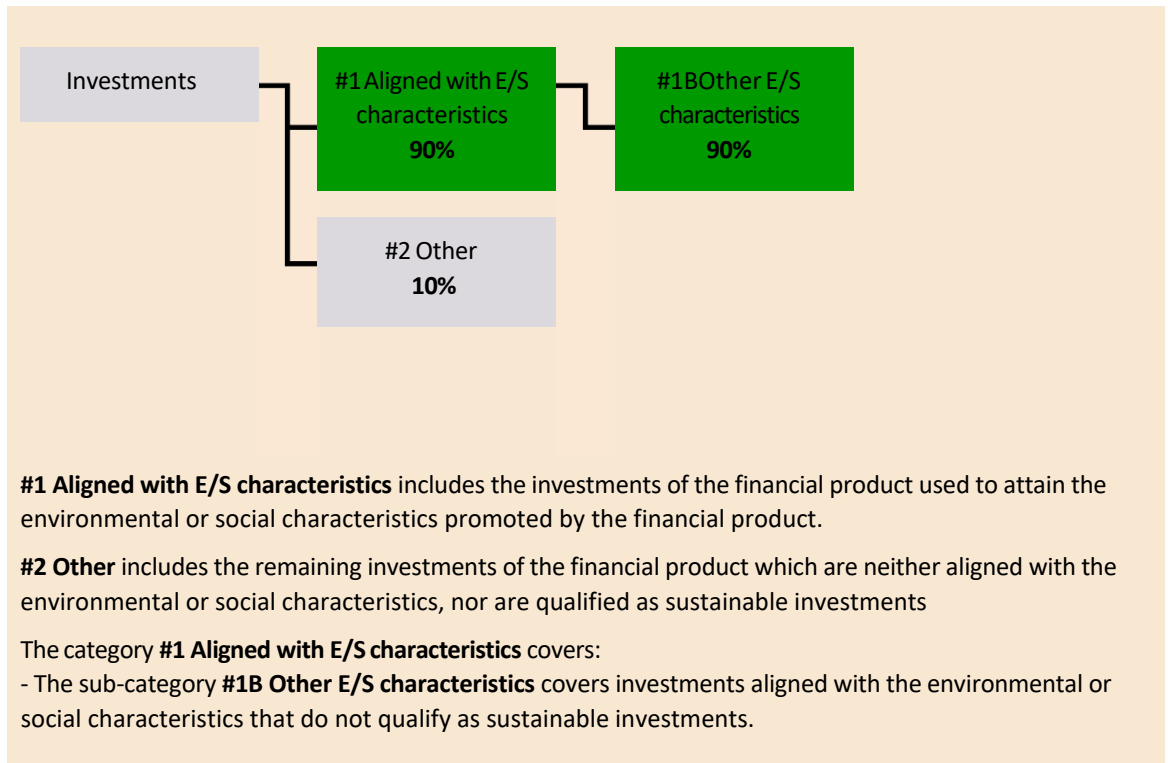 Investments
#1 Aligned with E/S
characteristics
90%
#1BOther E/S
characteristics
90%
#2 Other
10%
#1 Aligned with E/S characteristics includes the investments of the financial product used to attain the
environmental or social characteristics promoted by the financial product.
#2 Other includes the remaining investments of the financial product which are neither aligned with the
environmental or social characteristics, nor are qualified as sustainable investments
The category #1 Aligned with E/S characteristics covers:
- The sub-category #1B Other E/S characteristics covers investments aligned with the environmental or
social characteristics that do not qualify as sustainable investments.